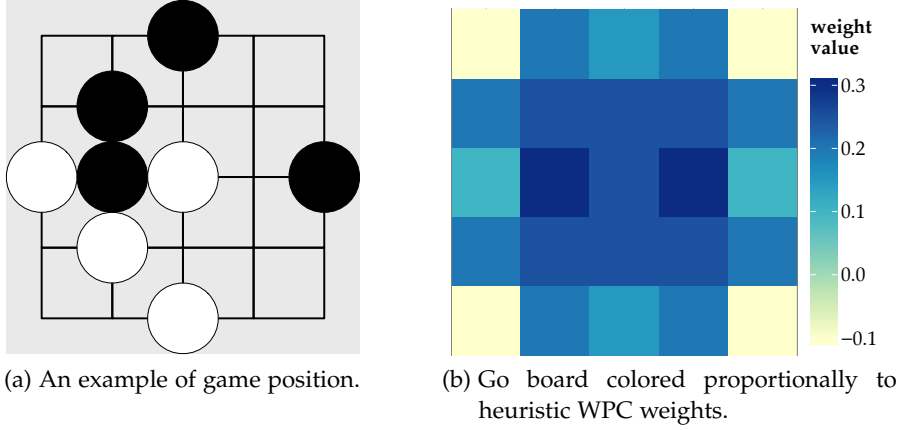 weight
value
0.3
0.2
0.1
0.0
−0.1
(a) An example of game position.
(b) Go board colored proportionally to
heuristic WPC weights.